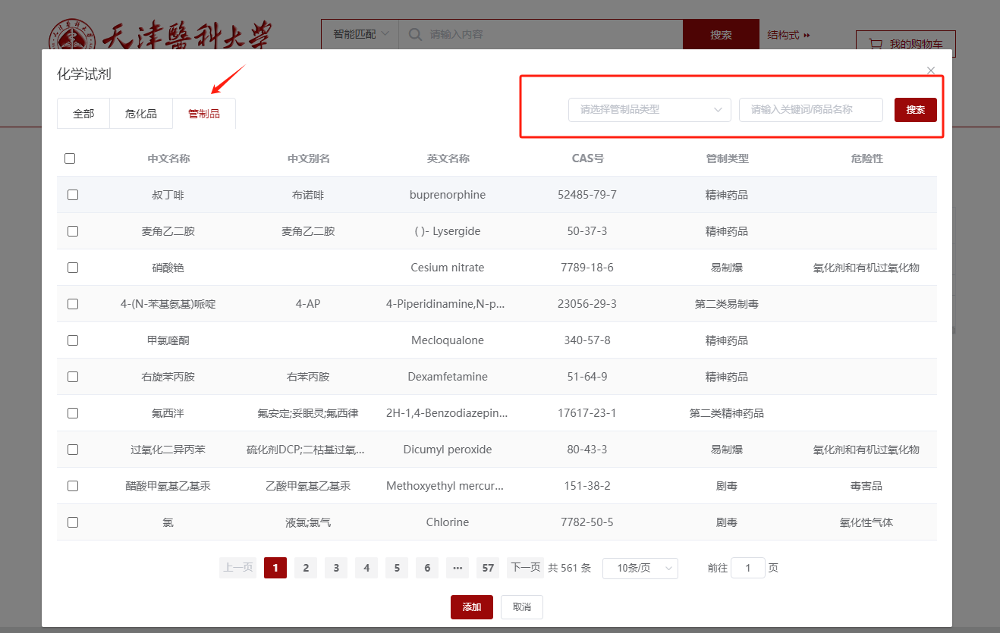 天津醫科大学
智能匹配 请输入内容 搜索 结构式
我的购物车
化学试剂
全部 危化品 管制品 请选择管制品类型 请输入关键词/商品名称 搜索
中文名称 中文别名 英文名称 CAS号 管制类型 危险性
叔丁啡 布诺啡 buprenorphine 52485-79-7 精神药品
麦角乙二胺 麦角乙二胺 ( )- Lysergide 50-37-3 精神药品
硝酸铯 Cesium nitrate 7789-18-6 易制爆 氧化剂和有机过氧化物
4-(N-苯基氨基)哌啶 4-AP 4-Piperidinamine,N-p... 23056-29-3 第二类易制毒
甲氯喹酮 Mecloqualone 340-57-8 精神药品
右旋苯丙胺 右苯丙胺 Dexamfetamine 51-64-9 精神药品
氟西泮 氟安定;妥眠灵;氟西律 2H-1,4-Benzodiazepin... 17617-23-1 第二类精神药品
过氧化二异丙苯 硫化剂DCP;二枯基过氧... Dicumyl peroxide 80-43-3 易制爆 氧化剂和有机过氧化物
醋酸甲氧基乙基汞 乙酸甲氧基乙基汞 Methoxyethyl mercur... 151-38-2 剧毒 毒害品
氯 液氯;氯气 Chlorine 7782-50-5 剧毒 氧化性气体
上一页 1 2 3 4 5 6 ··· 57 下一页 共 561 条 10条/页 前往 1 页
添加 取消